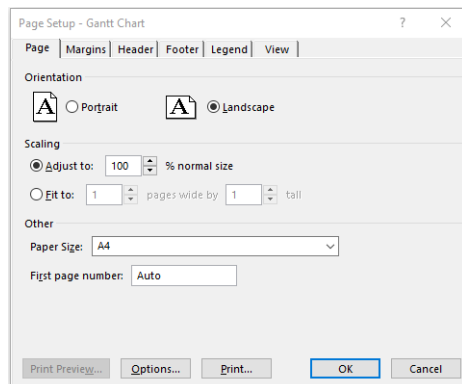 Page Setup - Gantt Chart ? ×
Page Margins Header Footer Legend View
Orientation
A Portrait A Landscape
Scaling
Adjust to: 100 % normal size
Fit to: 1 pages wide by 1 tall
Other
Paper Size: A4
First page number: Auto
Print Preview... Options... Print... OK Cancel